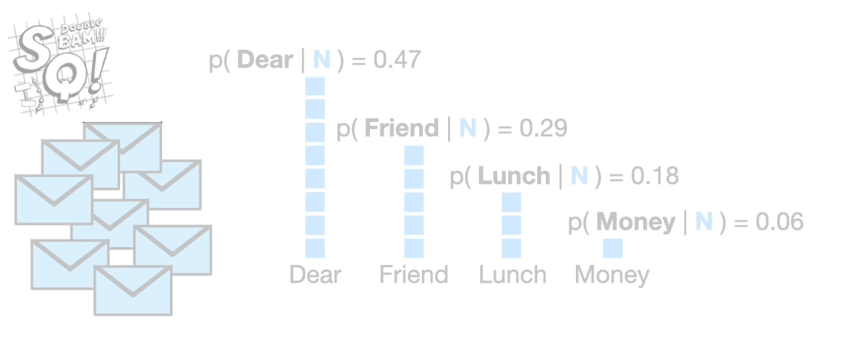 DOUBLE
BAM!!!
SQ!
p( Dear | N ) = 0.47
p( Friend | N ) = 0.29
p( Lunch | N ) = 0.18
p( Money | N ) = 0.06
Dear Friend Lunch Money